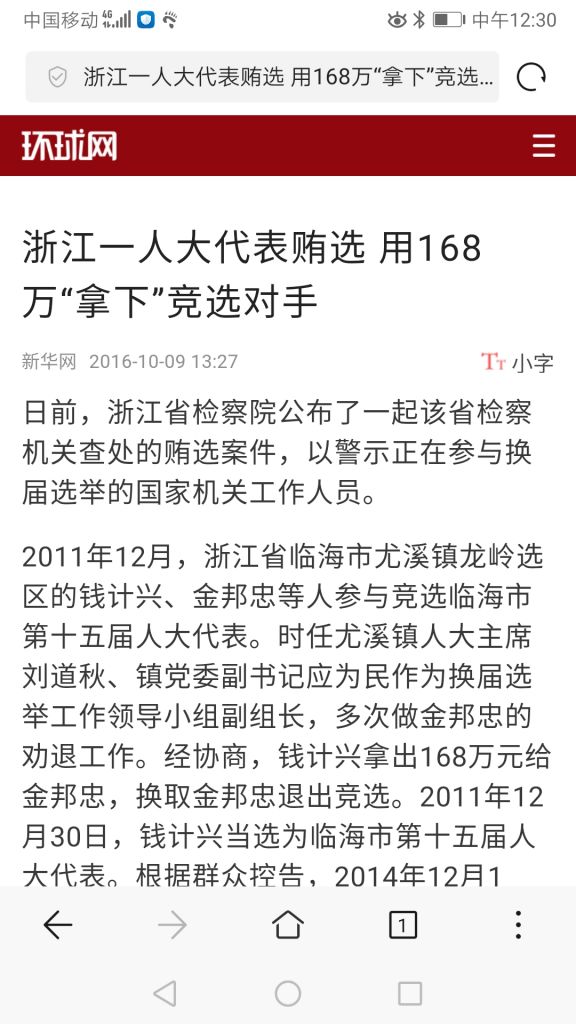 中国移动 4G 中午12:30
浙江一人大代表贿选 用168万“拿下”竞选...
环球网
浙江一人大代表贿选 用168
万“拿下”竞选对手
新华网 2016-10-09 13:27 TT 小字
日前，浙江省检察院公布了一起该省检察
机关查处的贿选案件，以警示正在参与换
届选举的国家机关工作人员。
2011年12月，浙江省临海市尤溪镇龙岭选
区的钱计兴、金邦忠等人参与竞选临海市
第十五届人大代表。时任尤溪镇人大主席
刘道秋、镇党委副书记应为民作为换届选
举工作领导小组副组长，多次做金邦忠的
劝退工作。经协商，钱计兴拿出168万元给
金邦忠，换取金邦忠退出竞选。2011年12
月30日，钱计兴当选为临海市第十五届人
大代表。根据群众控告，2014年12月1
1